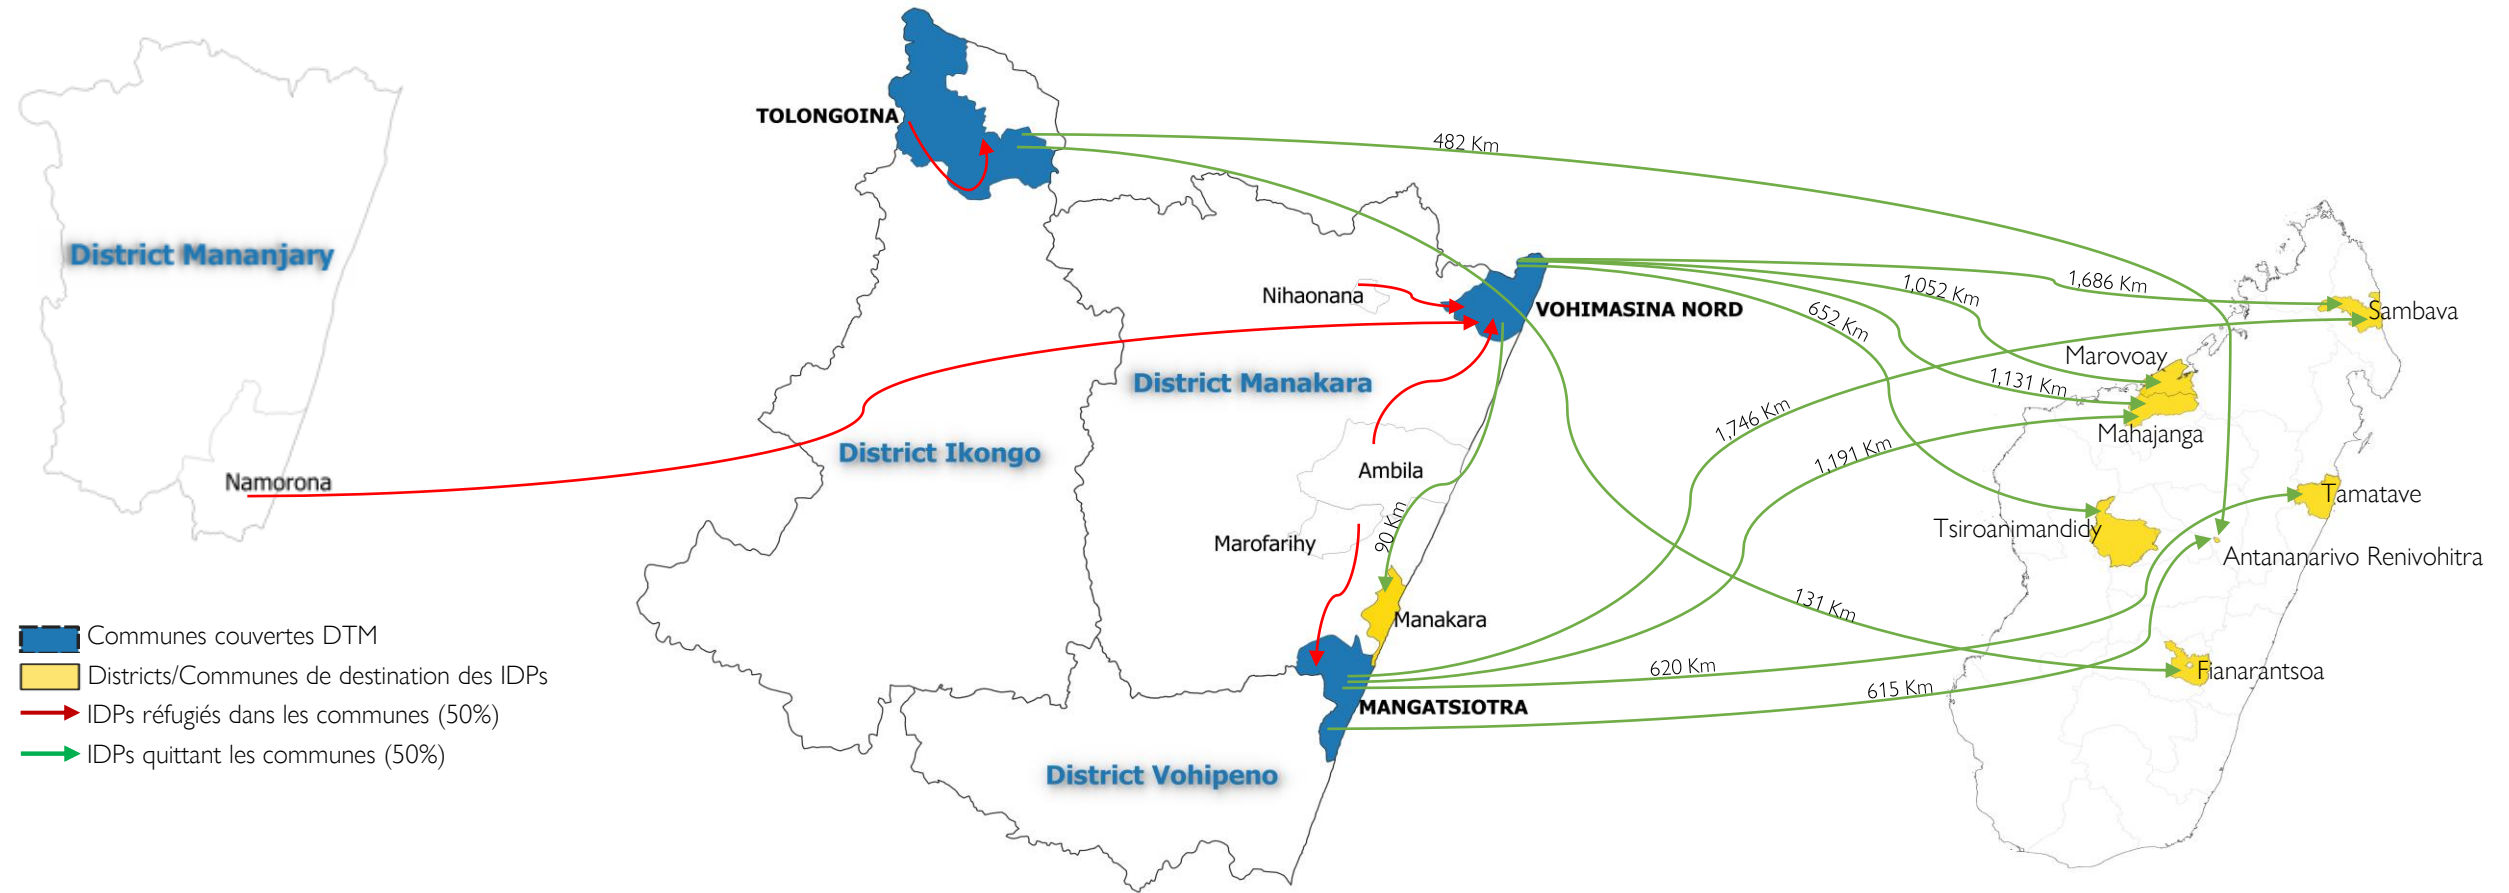 TOLONGOINA
482 Km
District Mananjary
Nihaonana
VOHIMASINA NORD
1,052 Km
1,686 Km
652 Km
Sambava
Marovoay
1,131 Km
District Manakara
1,746 Km
Mahajanga
District Ikongo
1,191 Km
Ambila
Namorona
Tamatave
90 Km
Tsiroanimandidy
Marofarihy
Antananarivo Renivohitra
131 Km
Manakara
Communes couvertes DTM
620 Km
Fianarantsoa
Districts/Communes de destination des IDPs
615 Km
MANGATSIOTRA
IDPs réfugiés dans les communes (50%)
IDPs quittant les communes (50%)
District Vohipeno